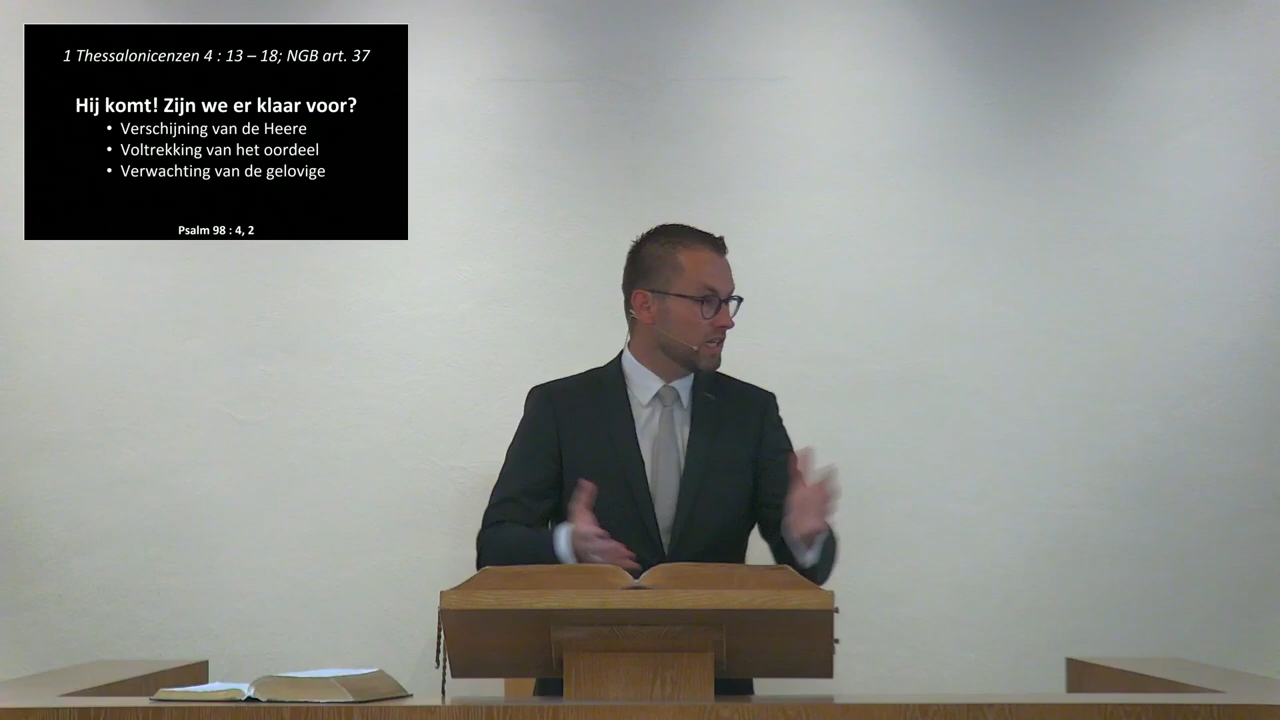 1 Thessalonicenzen 4 : 13 – 18; NGB art. 37
Hij komt! Zijn we er klaar voor?
• Verschijning van de Heere
• Voltrekking van het oordeel
• Verwachting van de gelovige
Psalm 98 : 4, 2